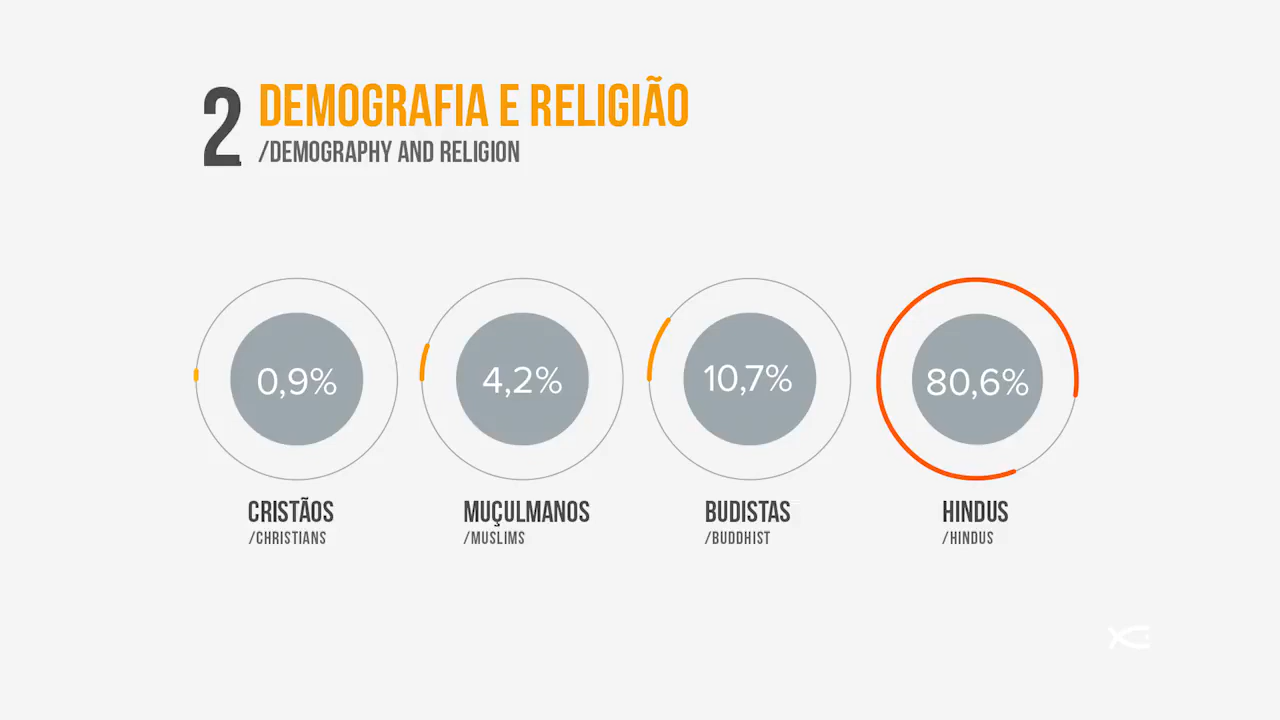 2
DEMOGRAFIA E RELIGIÃO
/DEMOGRAPHY AND RELIGION
0,9%
4,2%
10,7%
80,6%
CRISTÃOS
/CHRISTIANS
MUÇULMANOS
/MUSLIMS
BUDISTAS
/BUDDHIST
HINDUS
/HINDUS